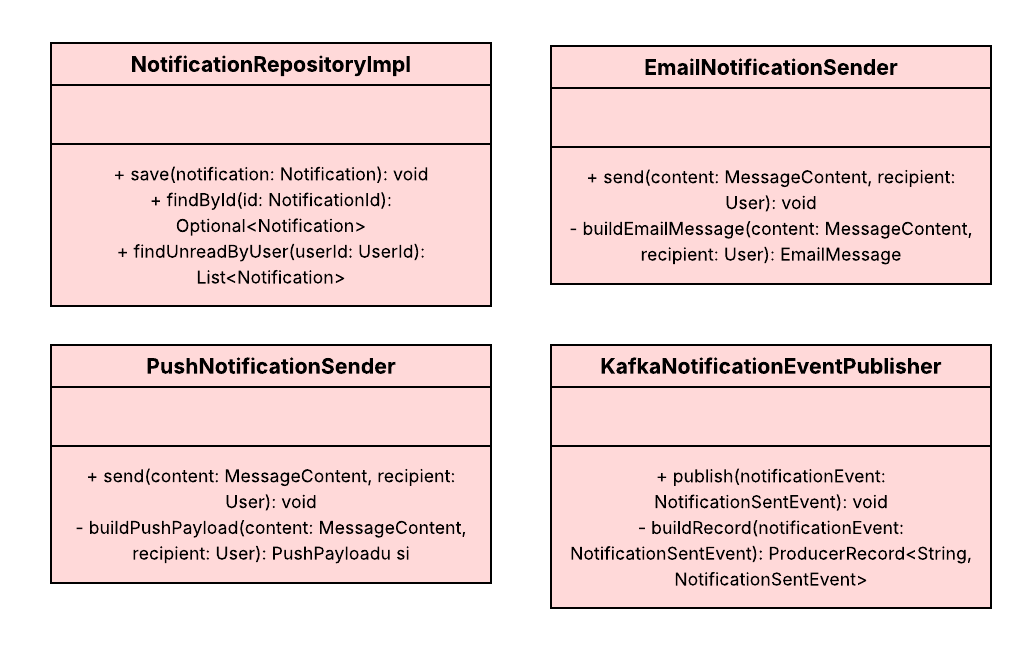 NotificationRepositoryImpl
+ save(notification: Notification): void
+ findById(id: NotificationId):
Optional<Notification>
+ findUnreadByUser(userId: UserId):
List<Notification>
EmailNotificationSender
+ send(content: MessageContent, recipient:
User): void
- buildEmailMessage(content: MessageContent,
recipient: User): EmailMessage
PushNotificationSender
+ send(content: MessageContent, recipient:
User): void
- buildPushPayload(content: MessageContent,
recipient: User): PushPayloadu si
KafkaNotificationEventPublisher
+ publish(notificationEvent:
NotificationSentEvent): void
- buildRecord(notificationEvent:
NotificationSentEvent): ProducerRecord<String,
NotificationSentEvent>